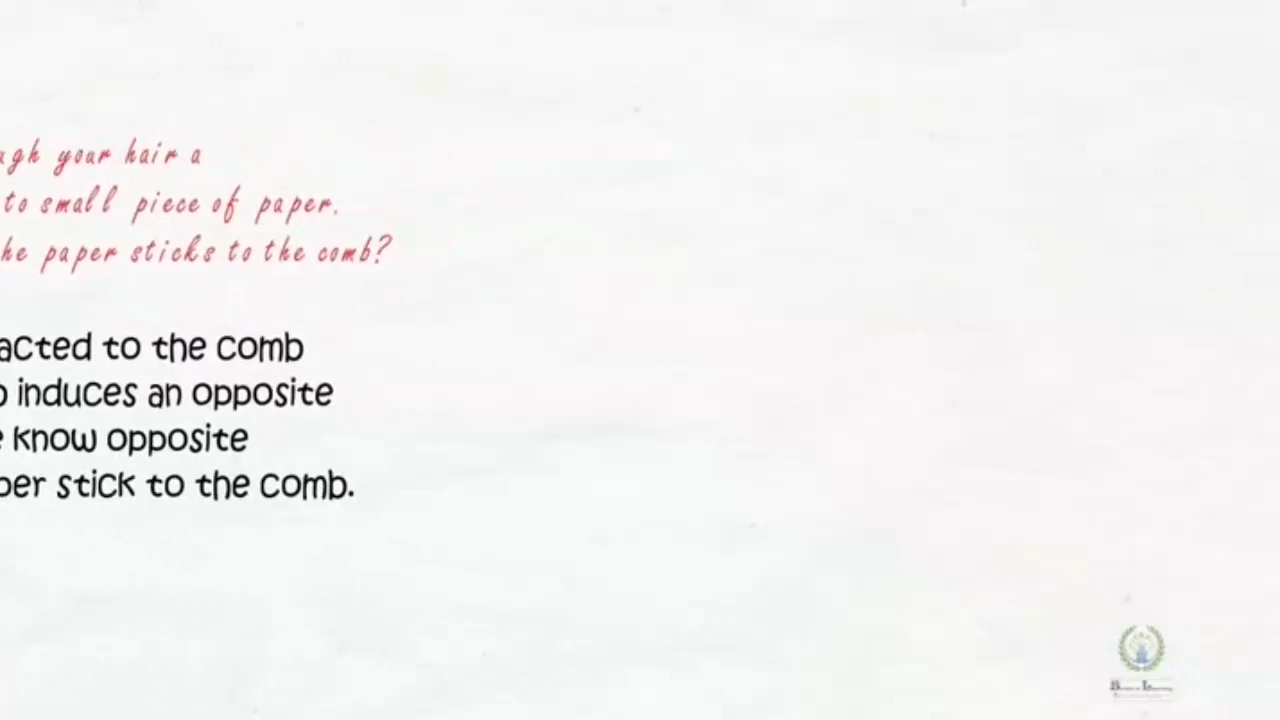 ugh your hair a
to small piece of paper.
he paper sticks to the comb?
acted to the comb
induces an opposite
know opposite
per stick to the comb.